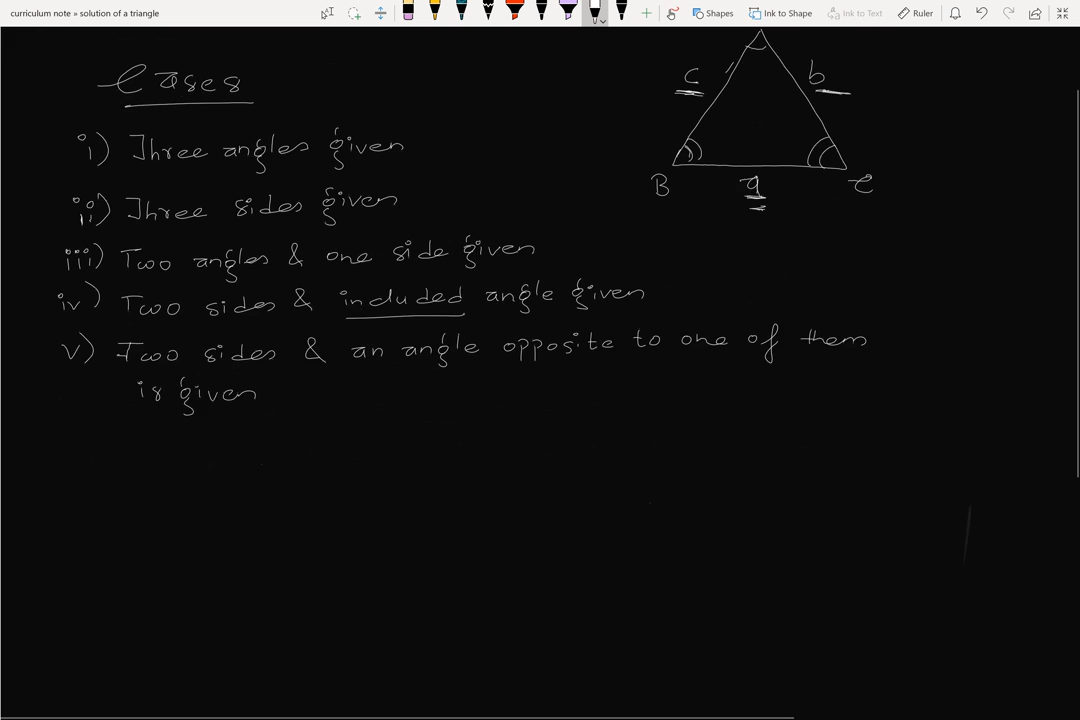 curriculum note » solution of a triangle
Shapes
Ink to Shape
Ink to Text
Ruler
Cases
c
b
B
a
C
i) Three angles given
ii) Three sides given
iii) Two angles & one side given
iv) Two sides & included angle given
v) Two sides & an angle opposite to one of them
is given